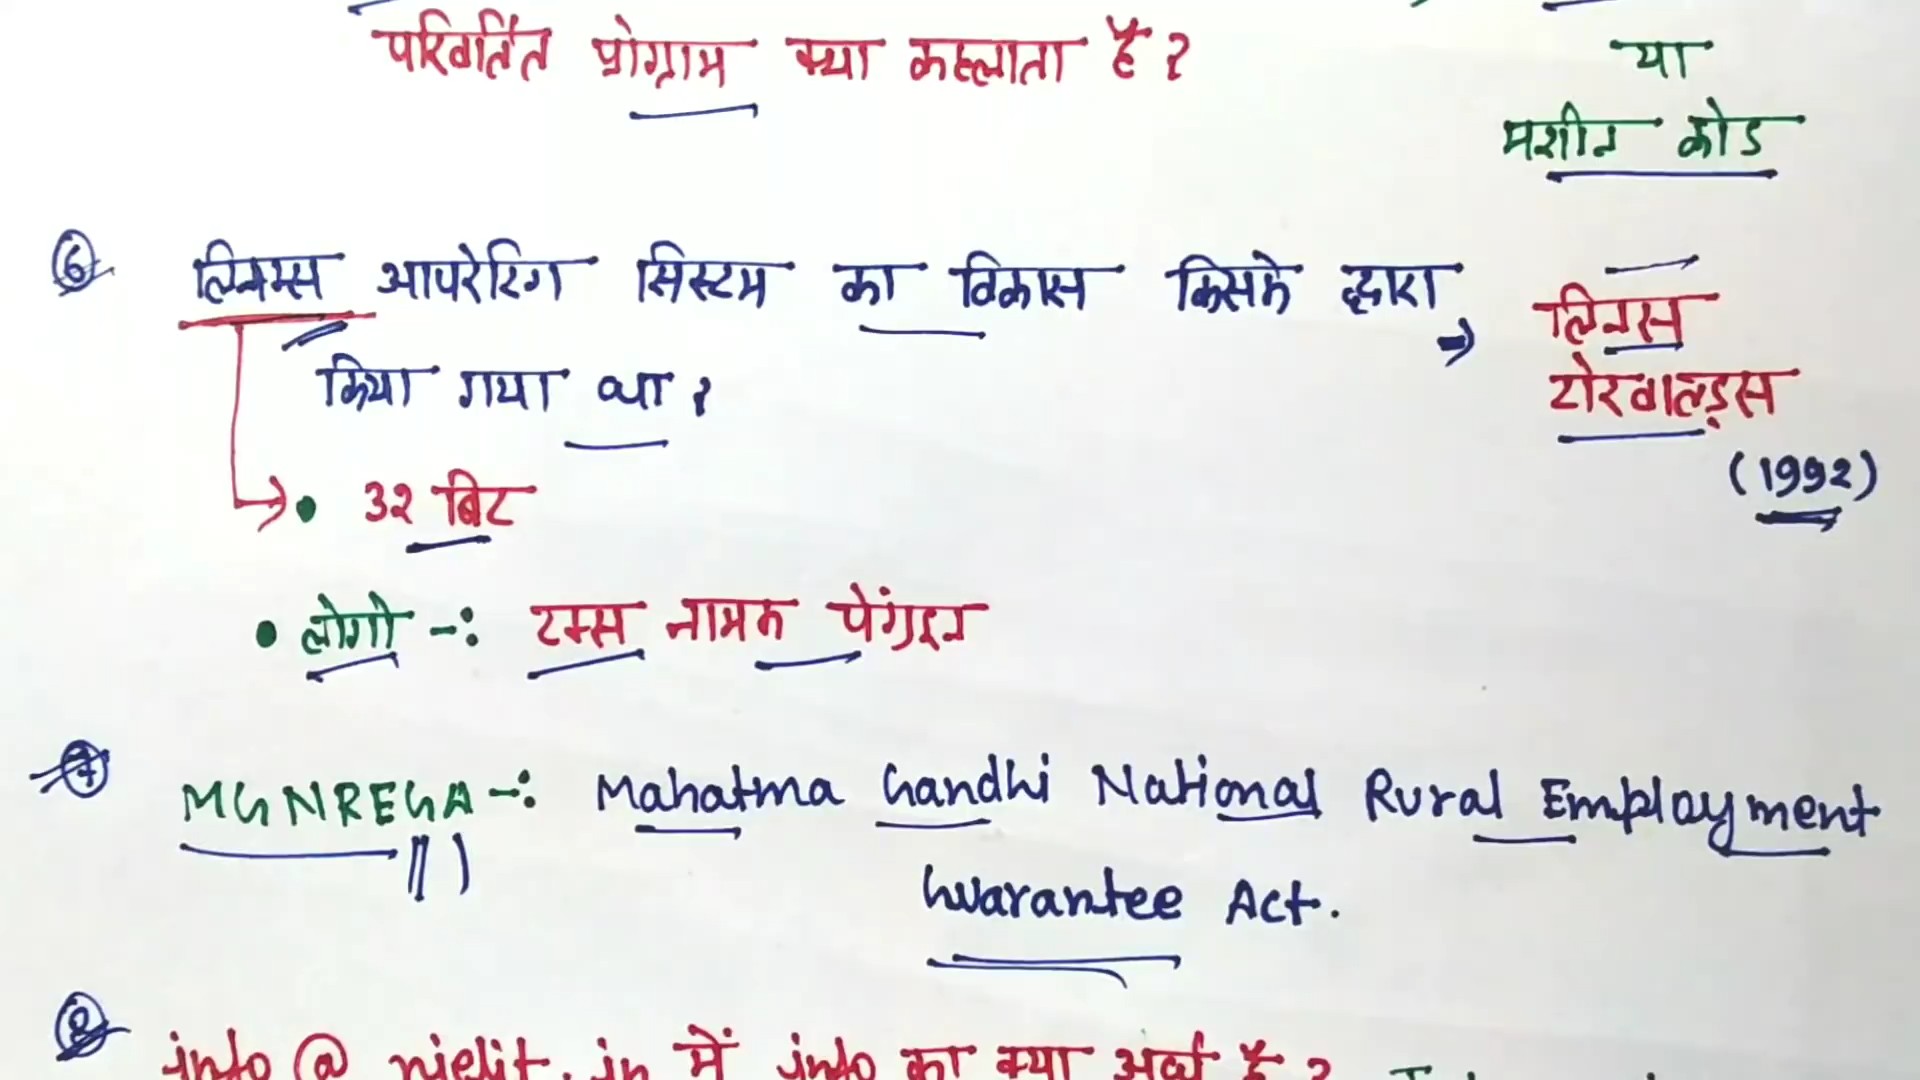 परिवर्तित प्रोग्राम क्या कहलाता है?
या
मशीन कोड
6 लिनक्स आपरेटिंग सिस्टम का विकास किसके द्वारा → लिनस
किया गया था? टोरवाल्ड्स
(1992)
→ • 32 बिट
• लोगो -: टक्स नामक पेंगुइन
7 MGNREGA -: Mahatma Gandhi National Rural Employment
Guarantee Act.
8 info @ nielit.in में info का क्या अर्थ है?